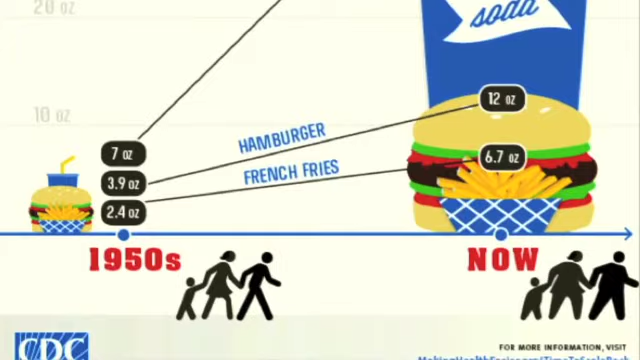 20 oz
soda
10 oz
12 oz
7 oz
HAMBURGER
6.7 oz
3.9 oz
FRENCH FRIES
2.4 oz
1950s
NOW
CDC
FOR MORE INFORMATION, VISIT